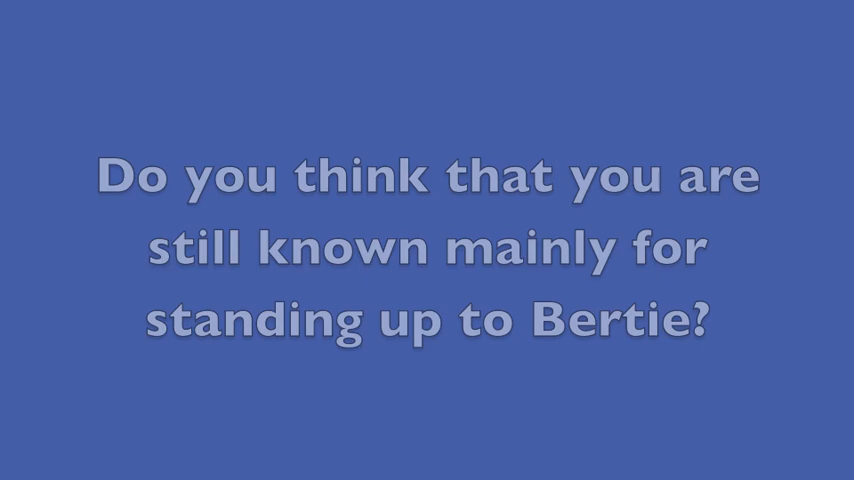 Do you think that you are
still known mainly for
standing up to Bertie?